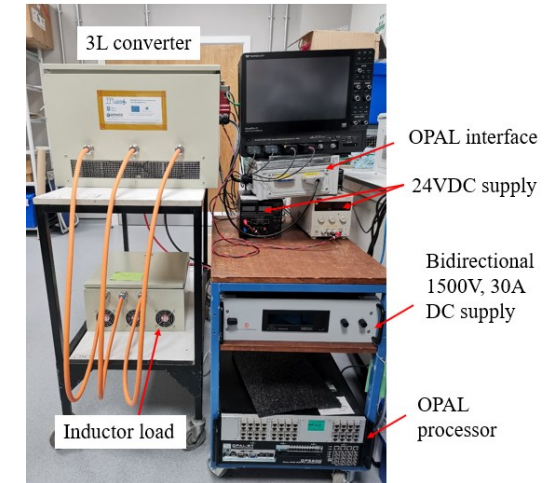 3L converter
OPAL interface
24VDC supply
Bidirectional
1500V, 30A
DC supply
Inductor load
OPAL
processor